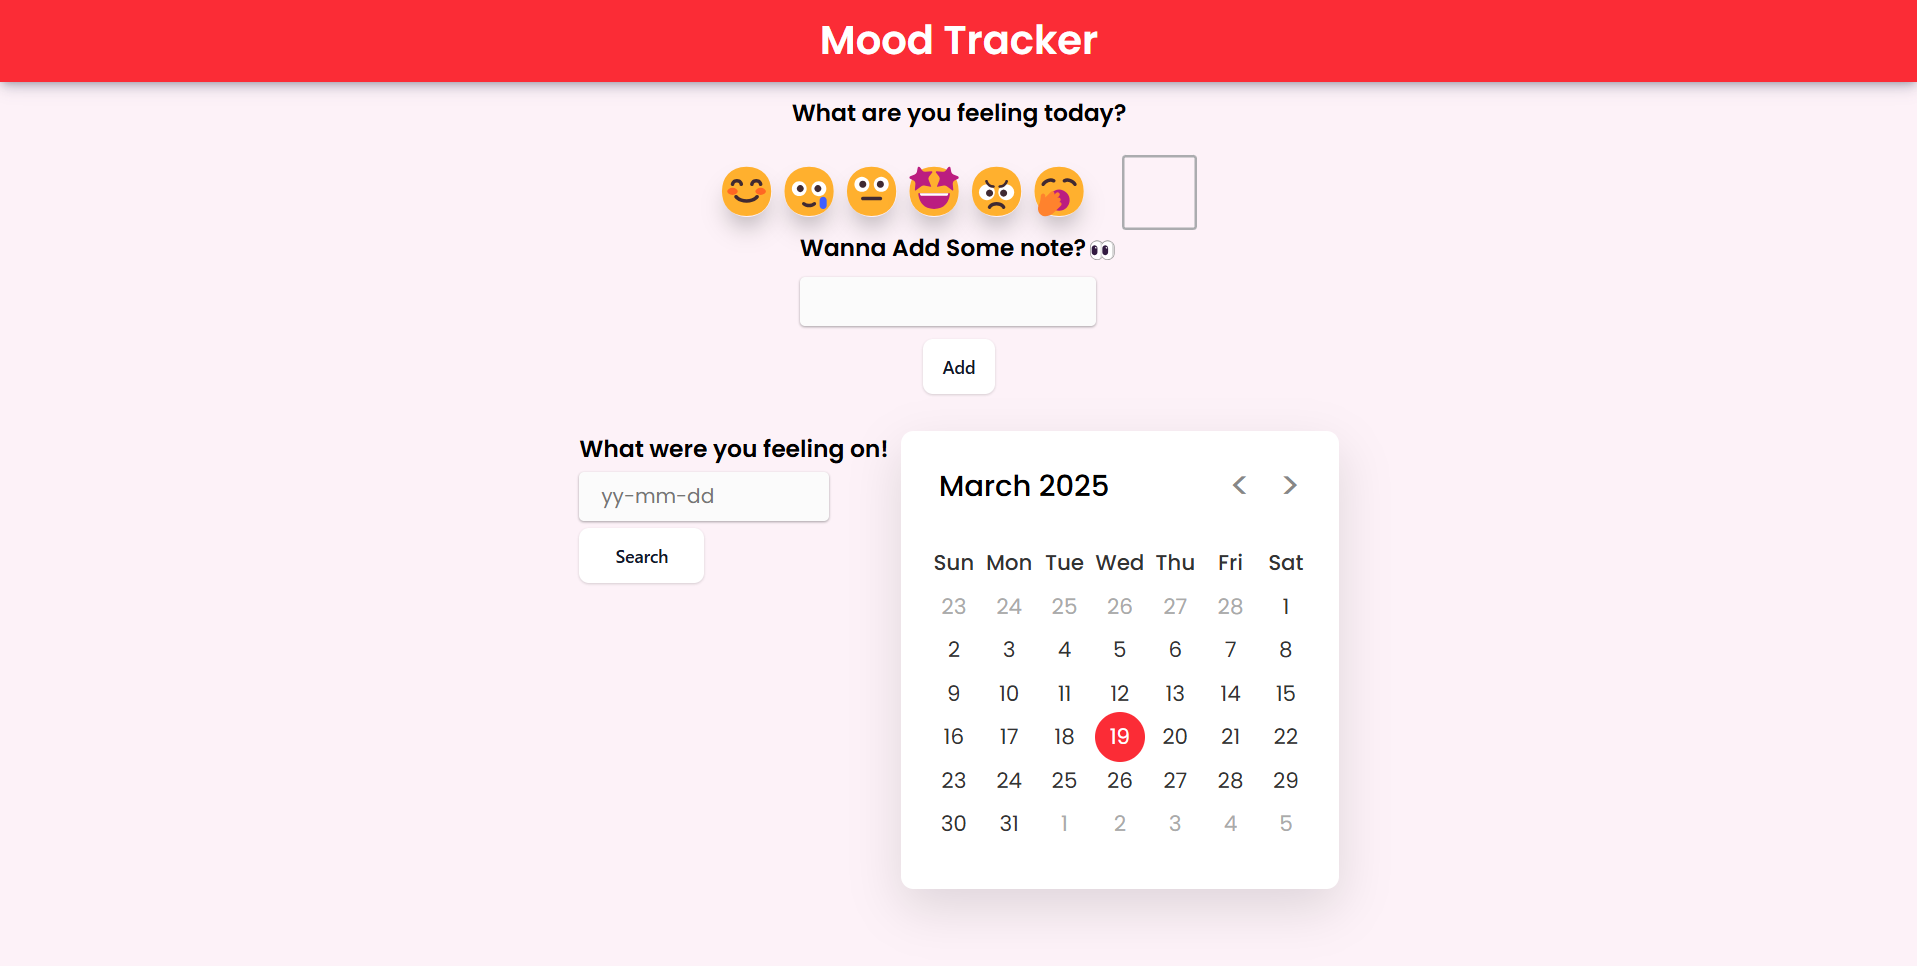 Mood Tracker
What are you feeling today?
Wanna Add Some note?👀
Add
What were you feeling on!
yy-mm-dd
Search
March 2025
Sun Mon Tue Wed Thu Fri Sat
23 24 25 26 27 28 1
2 3 4 5 6 7 8
9 10 11 12 13 14 15
16 17 18 19 20 21 22
23 24 25 26 27 28 29
30 31 1 2 3 4 5